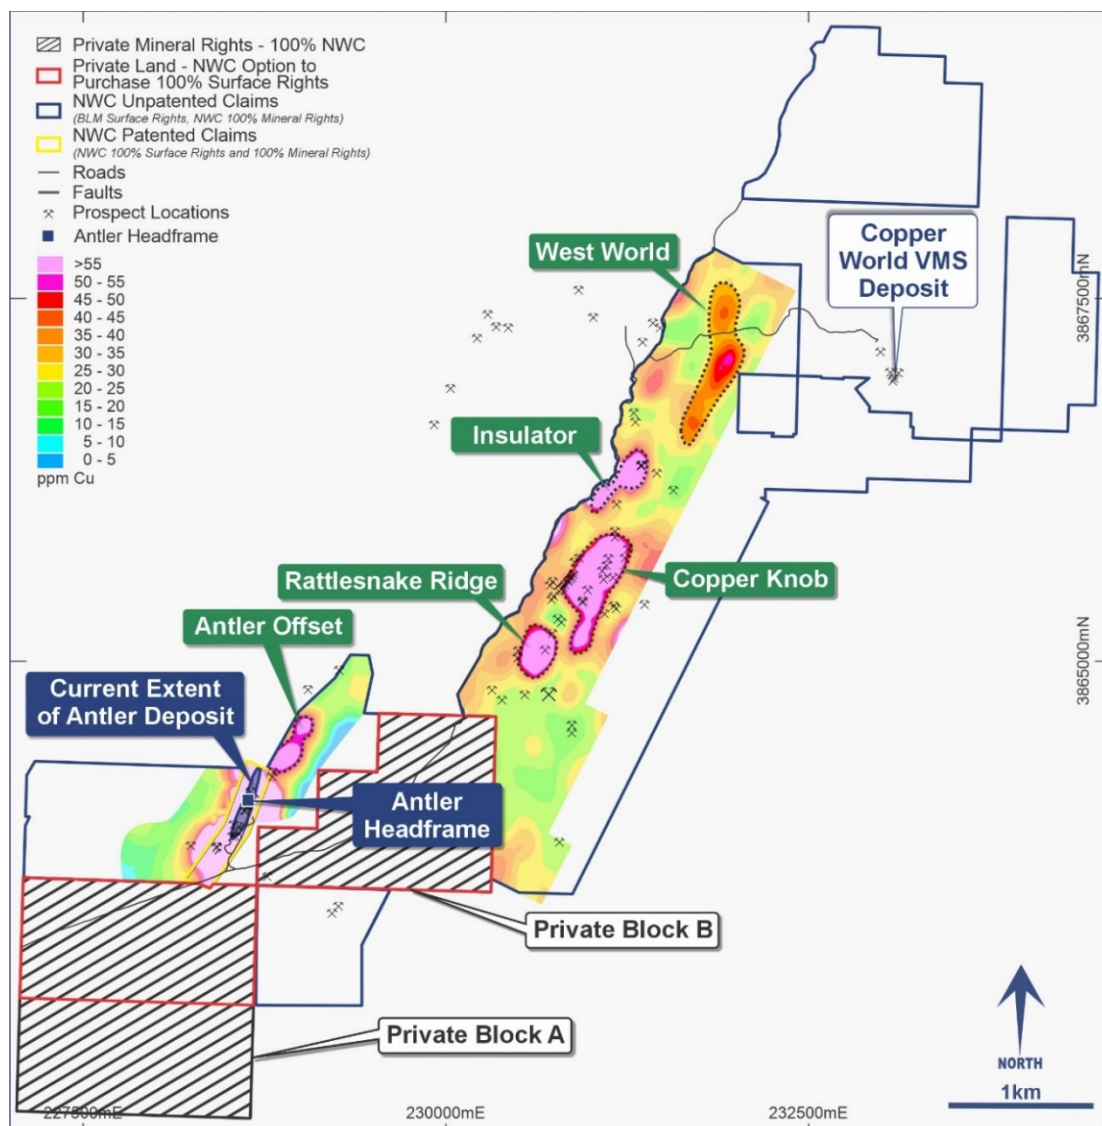 Private Mineral Rights - 100% NWC
Private Land - NWC Option to
Purchase 100% Surface Rights
NWC Unpatented Claims
(BLM Surface Rights, NWC 100% Mineral Rights)
NWC Patented Claims
(NWC 100% Surface Rights and 100% Mineral Rights)
Roads
Faults
Prospect Locations
Antler Headframe
>55
50 - 55
45 - 50
40 - 45
35 - 40
30 - 35
25 - 30
20 - 25
15 - 20
10 - 15
5 - 10
0 - 5
ppm Cu
West World
Copper
World VMS
Deposit
3867500mN
Insulator
Rattlesnake Ridge
Copper Knob
Antler Offset
3865000mN
Current Extent
of Antler Deposit
Antler
Headframe
Private Block B
Private Block A
NORTH
1km
227500mE
230000mE
232500mE